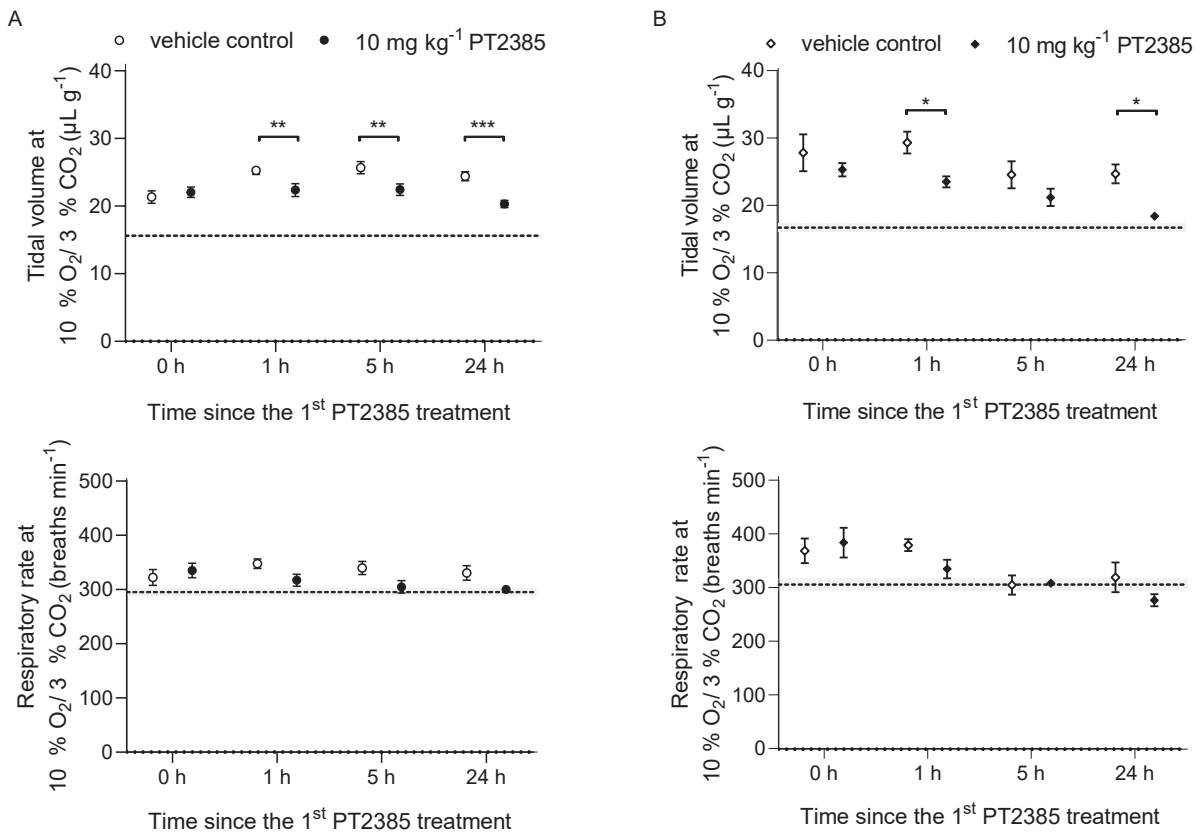 A
vehicle control 10 mg kg⁻¹ PT2385
Tidal volume at
10 % O₂/ 3 % CO₂ (µL g⁻¹)
40
30
20
10
0
** ** ***
0 h 1 h 5 h 24 h
Time since the 1ˢᵗ PT2385 treatment
Respiratory rate at
10 % O₂/ 3 % CO₂ (breaths min⁻¹)
500
400
300
200
100
0
0 h 1 h 5 h 24 h
Time since the 1ˢᵗ PT2385 treatment
B
vehicle control 10 mg kg⁻¹ PT2385
Tidal volume at
10 % O₂/ 3 % CO₂ (µL g⁻¹)
40
30
20
10
0
* *
0 h 1 h 5 h 24 h
Time since the 1ˢᵗ PT2385 treatment
Respiratory rate at
10 % O₂/ 3 % CO₂ (breaths min⁻¹)
500
400
300
200
100
0
0 h 1 h 5 h 24 h
Time since the 1ˢᵗ PT2385 treatment